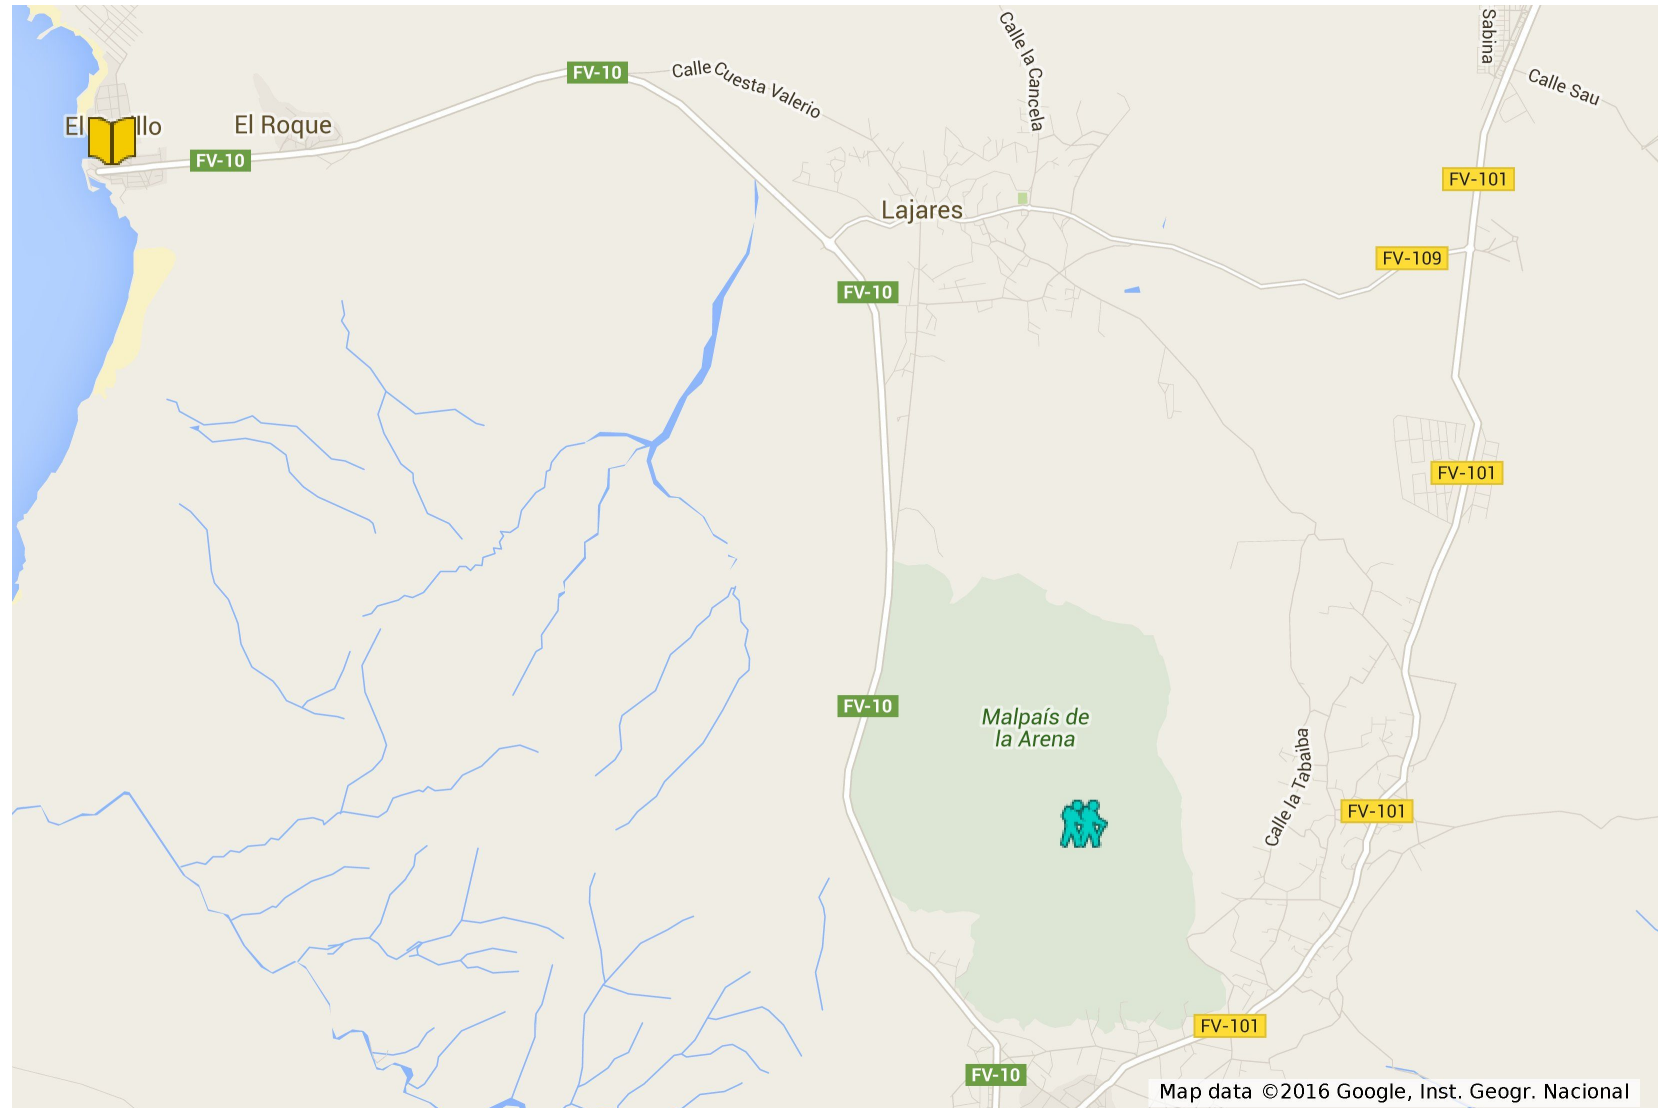 Calle la Cancela
Sabina
FV-10
Calle Cuesta Valerio
Calle Sau
El
llo
El Roque
FV-10
FV-101
Lajares
FV-109
FV-10
FV-101
FV-10
Malpaís de
la Arena
Calle la Tabaiba
FV-101
FV-101
FV-10
Map data ©2016 Google, Inst. Geogr. Nacional